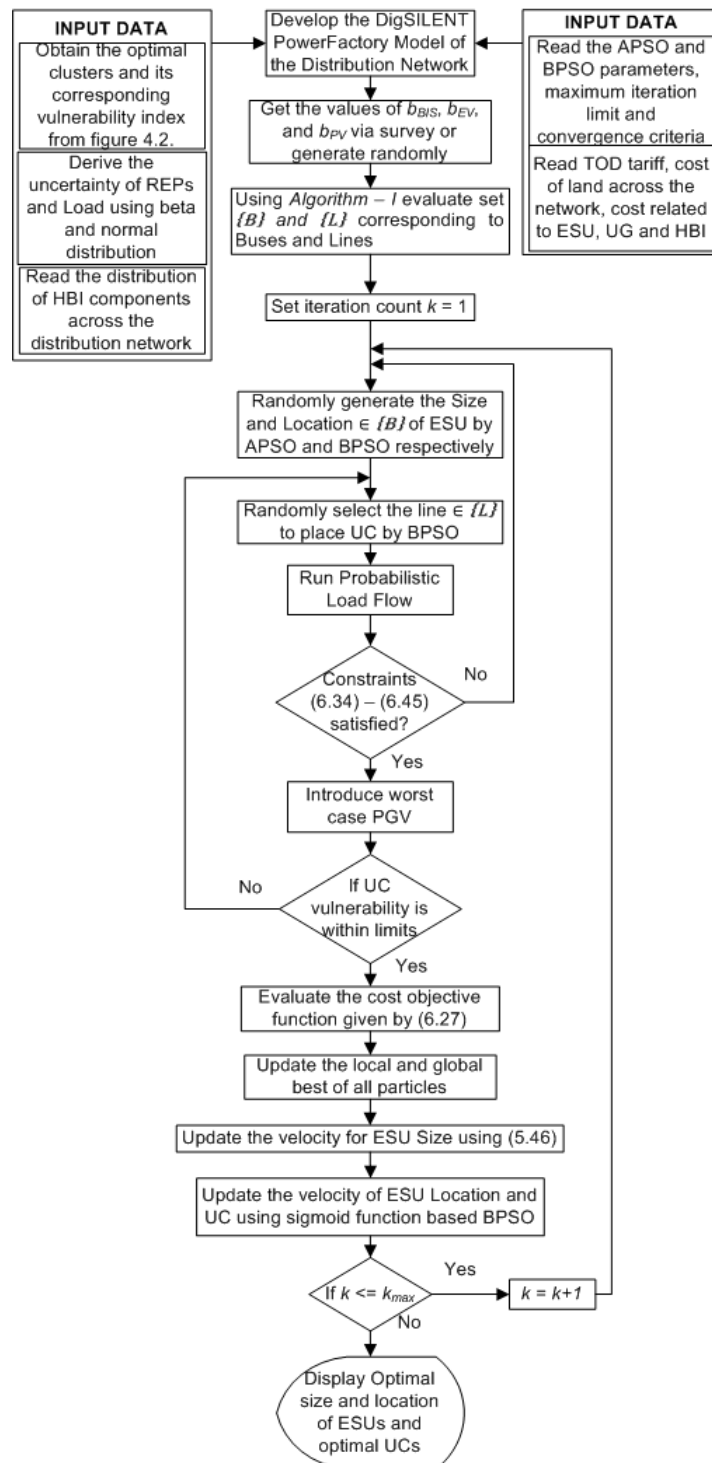 INPUT DATA
Obtain the optimal
clusters and its
corresponding
vulnerability index
from figure 4.2.
Derive the
uncertainty of REPs
and Load using beta
and normal
distribution
Read the distribution
of HBI components
across the
distribution network
Develop the DigSILENT
PowerFactory Model of
the Distribution Network
INPUT DATA
Read the APSO and
BPSO parameters,
maximum iteration
limit and
convergence criteria
Read TOD tariff, cost
of land across the
network, cost related
to ESU, UG and HBI
Get the values of b_BIS, b_EV,
and b_PV via survey or
generate randomly
Using Algorithm – I evaluate set
{B} and {L} corresponding to
Buses and Lines
Set iteration count k = 1
Randomly generate the Size
and Location ∈ {B} of ESU by
APSO and BPSO respectively
Randomly select the line ∈ {L}
to place UC by BPSO
Run Probabilistic
Load Flow
Constraints
(6.34) – (6.45)
satisfied?
No
Yes
Introduce worst
case PGV
If UC
vulnerability is
within limits
No
Yes
Evaluate the cost objective
function given by (6.27)
Update the local and global
best of all particles
Update the velocity for ESU Size using (5.46)
Update the velocity of ESU Location and
UC using sigmoid function based BPSO
If k <= k_max
Yes
k = k+1
No
Display Optimal
size and location
of ESUs and
optimal UCs